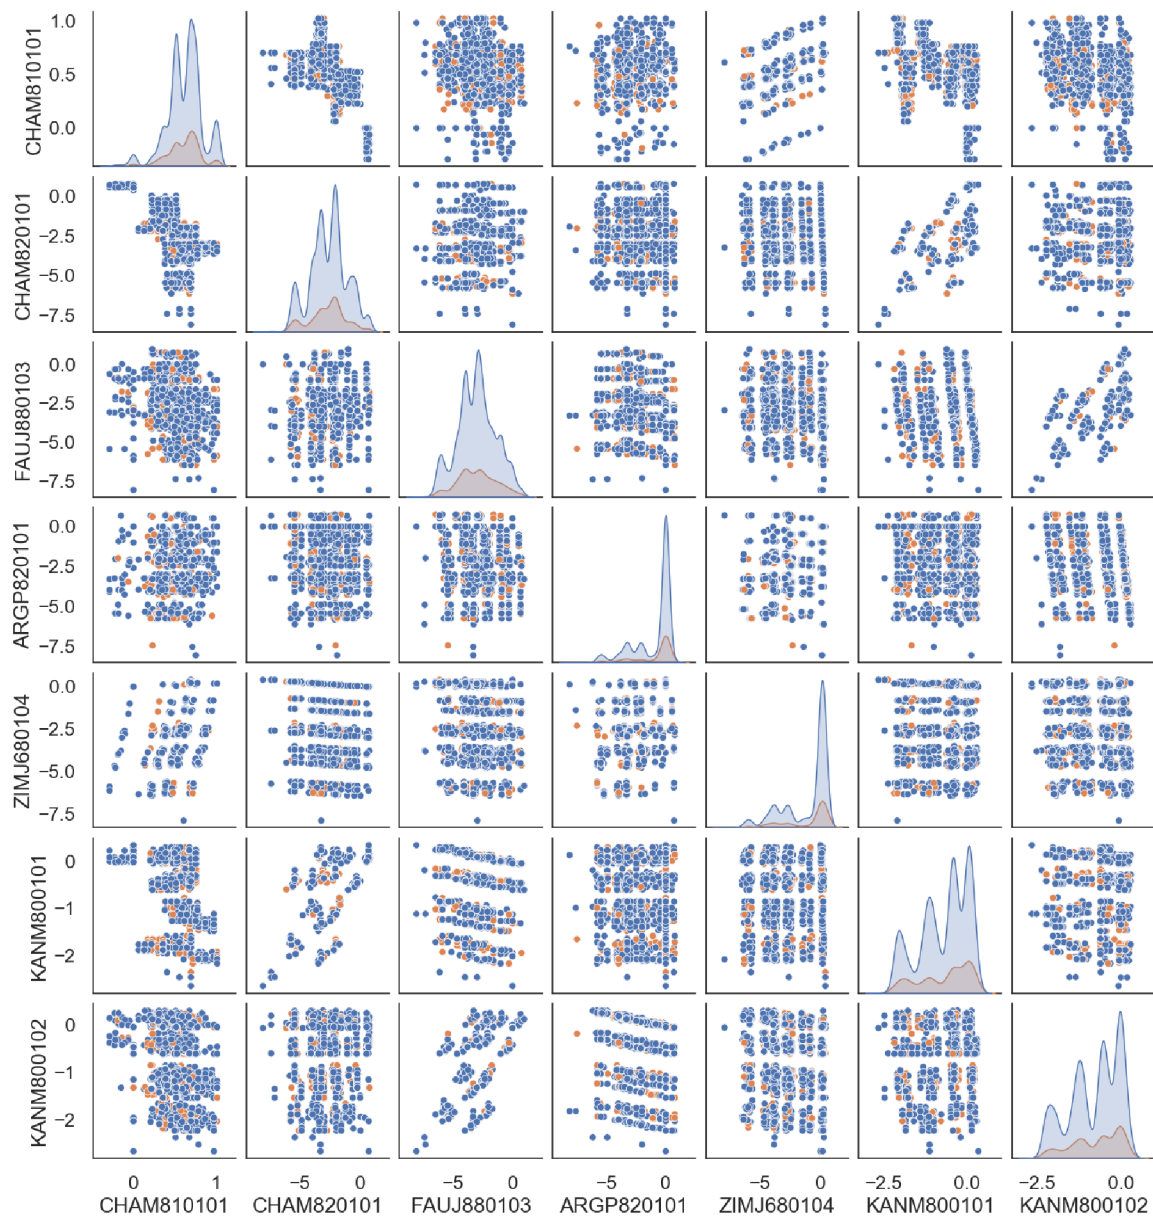 1.0
0.5
0.0
CHAM810101
0.0
−2.5
−5.0
−7.5
CHAM820101
0.0
−2.5
−5.0
−7.5
FAUJ880103
0.0
−2.5
−5.0
−7.5
ARGP820101
0.0
−2.5
−5.0
−7.5
ZIMJ680104
0
−1
−2
KANM800101
0
−1
−2
KANM800102
0 1 −5 0 −5 0 −5 0 −5 0 −2.5 0.0 −2.5 0.0
CHAM810101 CHAM820101 FAUJ880103 ARGP820101 ZIMJ680104 KANM800101 KANM800102